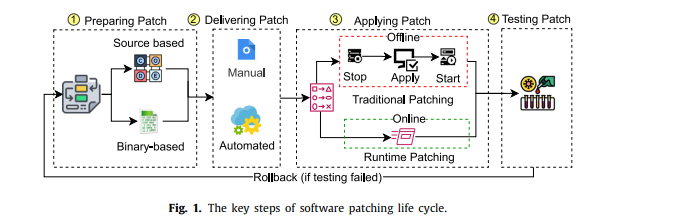 1 Preparing Patch
2 Delivering Patch
3 Applying Patch
4 Testing Patch
Source based
C O
D E
Binary-based
Manual
Automated
Offline
Stop Apply Start
Traditional Patching
Online
Runtime Patching
Rollback (if testing failed)
Fig. 1. The key steps of software patching life cycle.